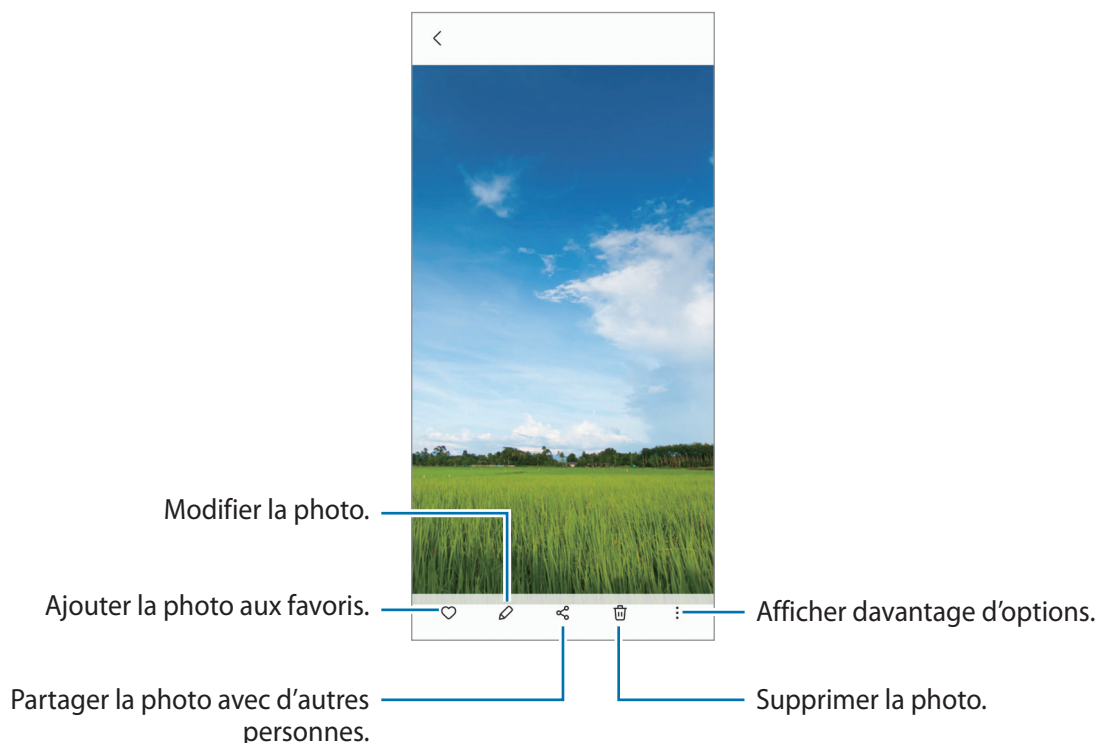 Modifier la photo.
Ajouter la photo aux favoris.
Afficher davantage d’options.
Partager la photo avec d’autres
personnes.
Supprimer la photo.